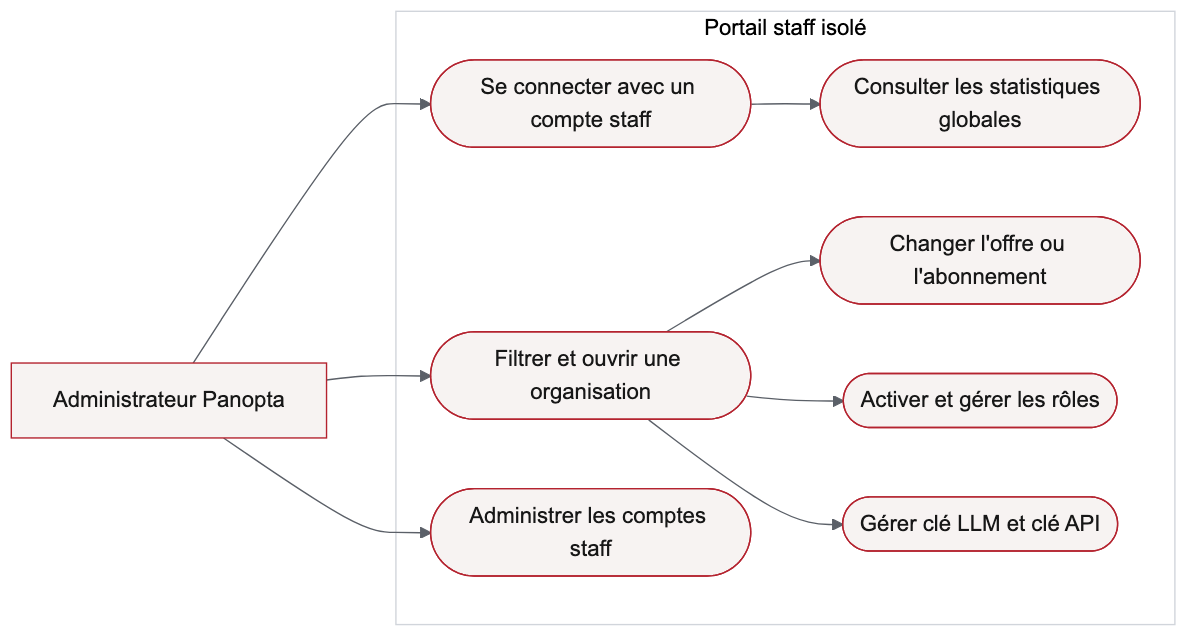 Portail staff isolé
Se connecter avec un
compte staff
Consulter les statistiques
globales
Changer l'offre ou
l'abonnement
Filtrer et ouvrir une
organisation
Administrateur Panopta
Activer et gérer les rôles
Administrer les comptes
staff
Gérer clé LLM et clé API